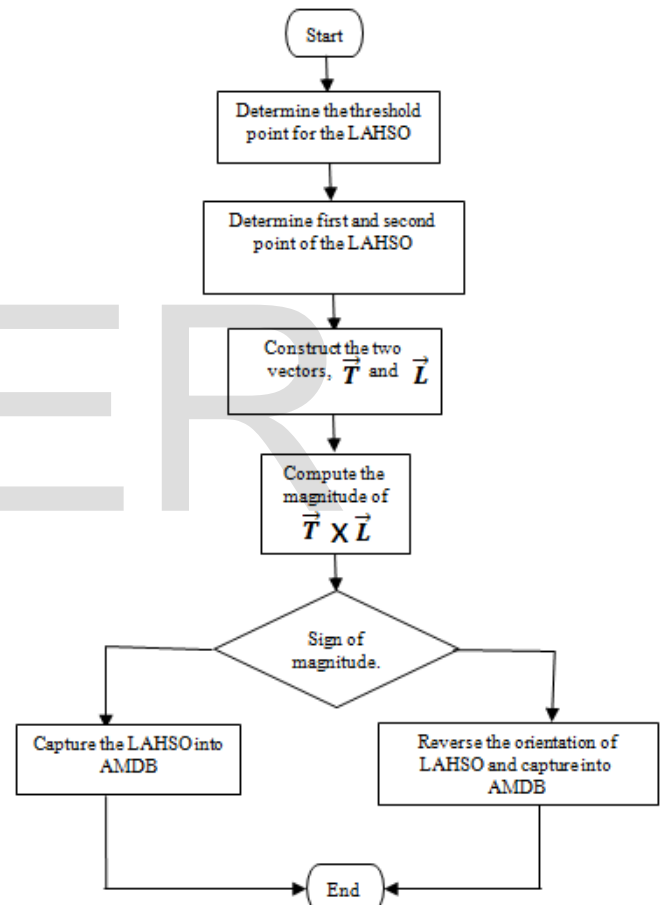 Start
Determine the threshold
point for the LAHSO
Determine first and second
point of the LAHSO
Construct the two
vectors, T⃗ and L⃗
Compute the
magnitude of
T⃗ X L⃗
Sign of
magnitude.
Capture the LAHSO into
AMDB
Reverse the orientation of
LAHSO and capture into
AMDB
End
ER